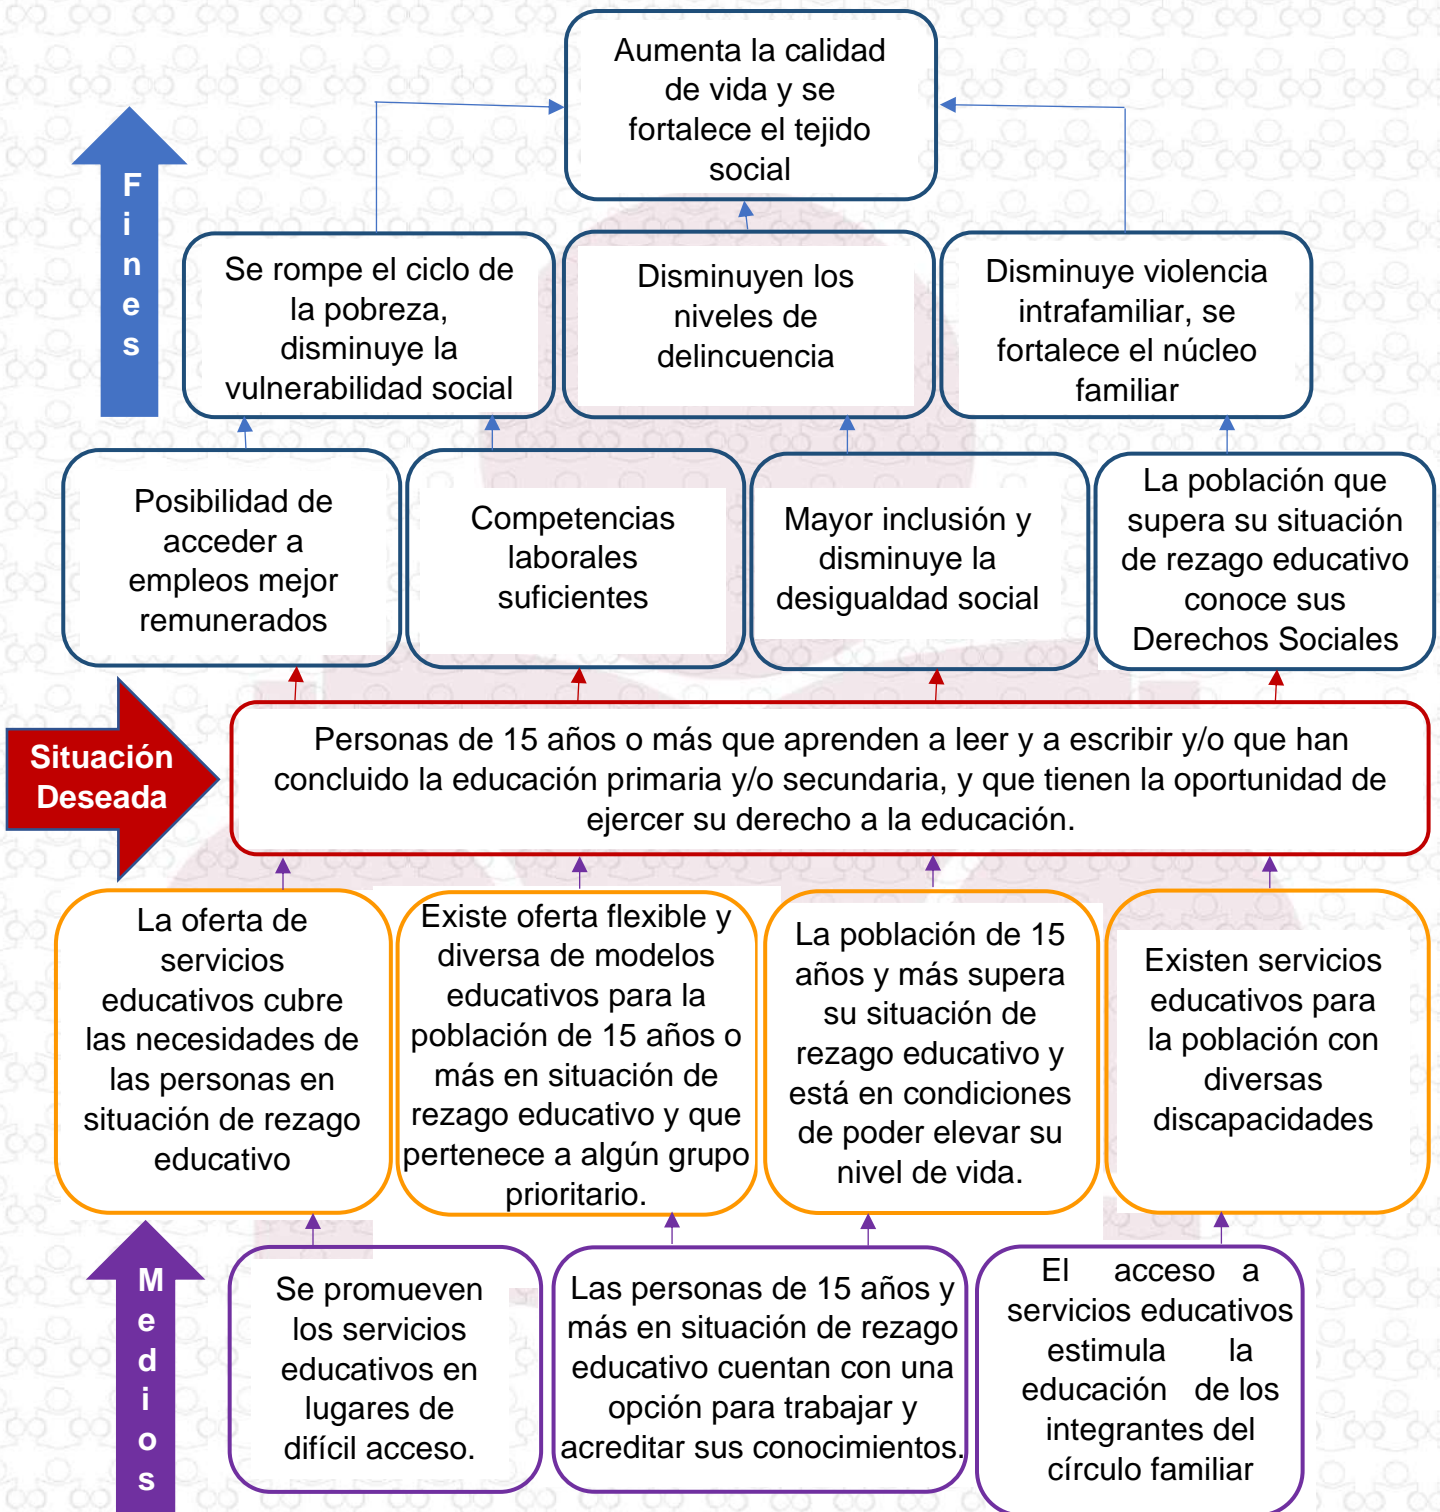 Aumenta la calidad
de vida y se
fortalece el tejido
social
F
i
n
e
s
Se rompe el ciclo de
la pobreza,
disminuye la
vulnerabilidad social
Disminuyen los
niveles de
delincuencia
Disminuye violencia
intrafamiliar, se
fortalece el núcleo
familiar
Posibilidad de
acceder a
empleos mejor
remunerados
Competencias
laborales
suficientes
Mayor inclusión y
disminuye la
desigualdad social
La población que
supera su situación
de rezago educativo
conoce sus
Derechos Sociales
Situación
Deseada
Personas de 15 años o más que aprenden a leer y a escribir y/o que han
concluido la educación primaria y/o secundaria, y que tienen la oportunidad de
ejercer su derecho a la educación.
La oferta de
servicios
educativos cubre
las necesidades de
las personas en
situación de rezago
educativo
Existe oferta flexible y
diversa de modelos
educativos para la
población de 15 años o
más en situación de
rezago educativo y que
pertenece a algún grupo
prioritario.
La población de 15
años y más supera
su situación de
rezago educativo y
está en condiciones
de poder elevar su
nivel de vida.
Existen servicios
educativos para
la población con
diversas
discapacidades
M
e
d
i
o
s
Se promueven
los servicios
educativos en
lugares de
difícil acceso.
Las personas de 15 años y
más en situación de rezago
educativo cuentan con una
opción para trabajar y
acreditar sus conocimientos.
El acceso a
servicios educativos
estimula la
educación de los
integrantes del
círculo familiar